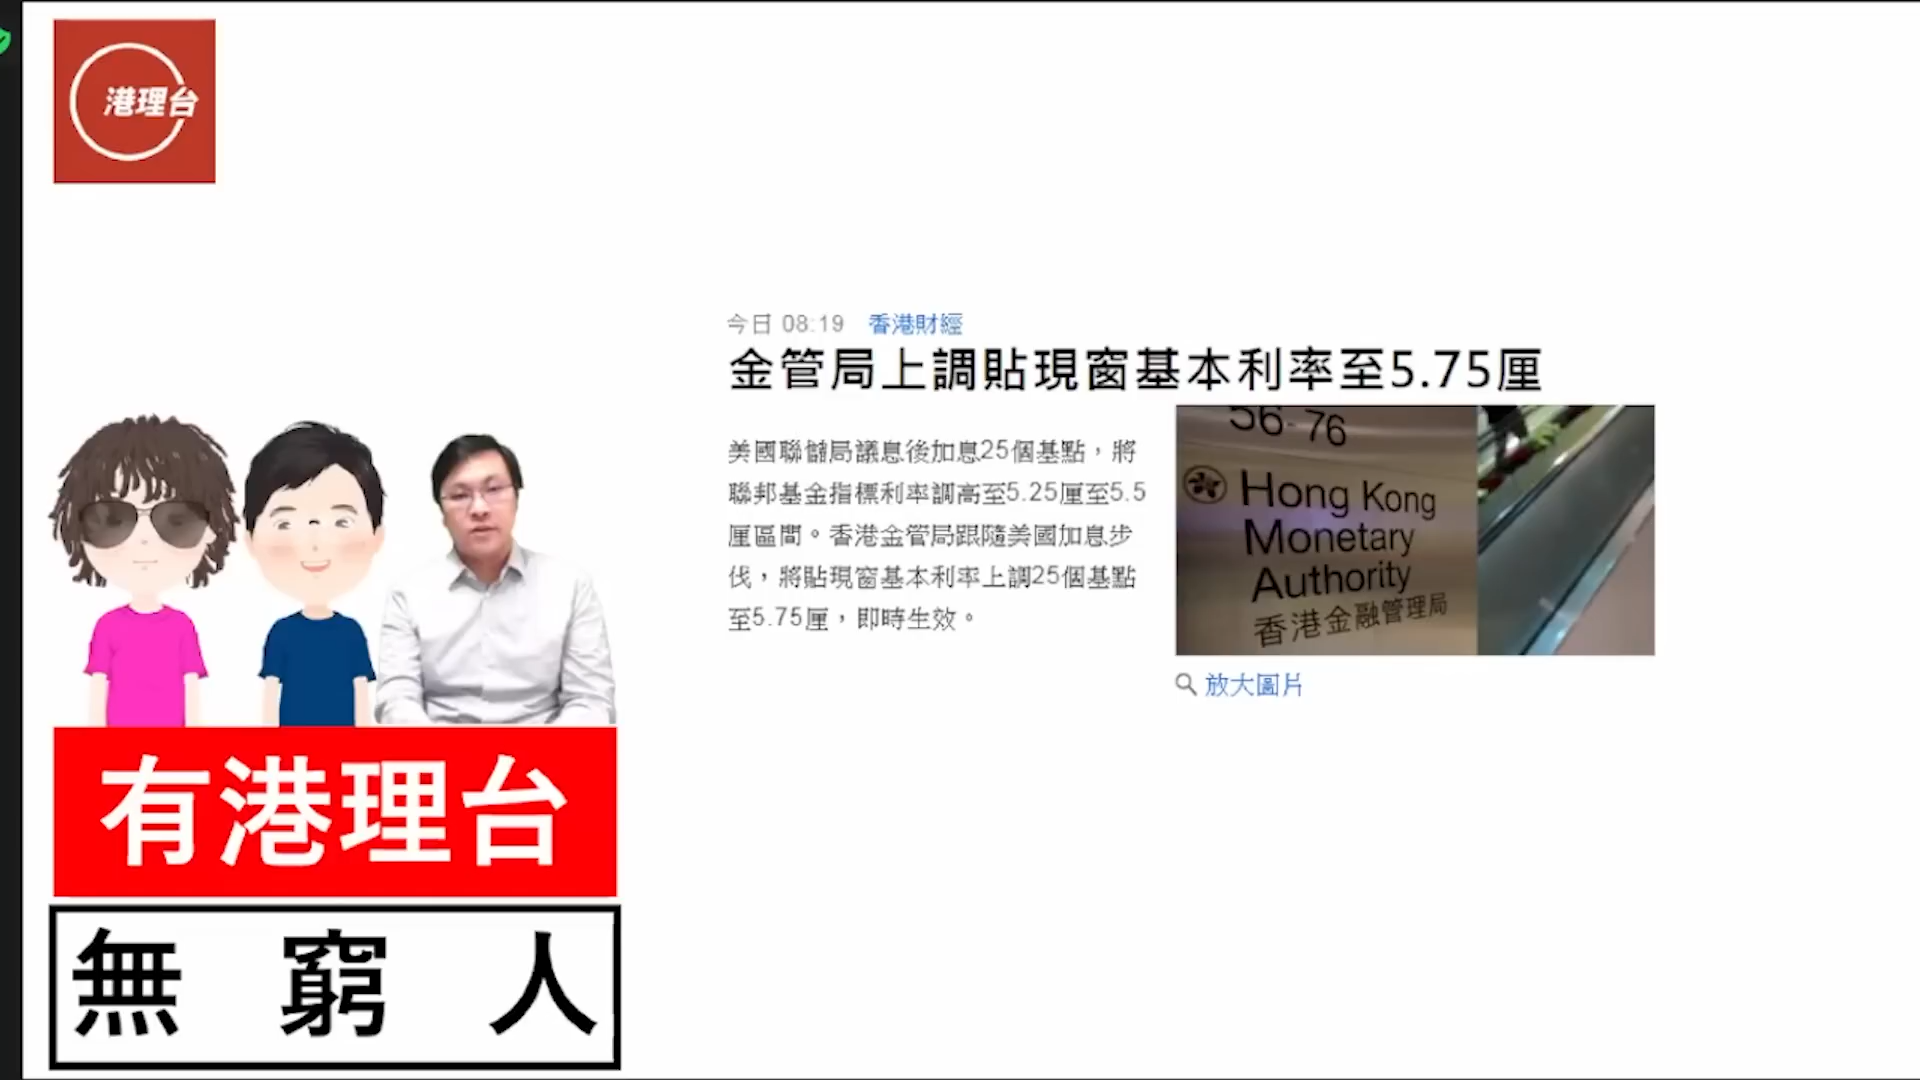 港理台
今日 08:19 香港財經
金管局上調貼現窗基本利率至5.75厘
美國聯儲局議息後加息25個基點，將
聯邦基金指標利率調高至5.25厘至5.5
厘區間。香港金管局跟隨美國加息步
伐，將貼現窗基本利率上調25個基點
至5.75厘，即時生效。
56-76
Hong Kong
Monetary
Authority
香港金融管理局
放大圖片
有港理台
無窮人